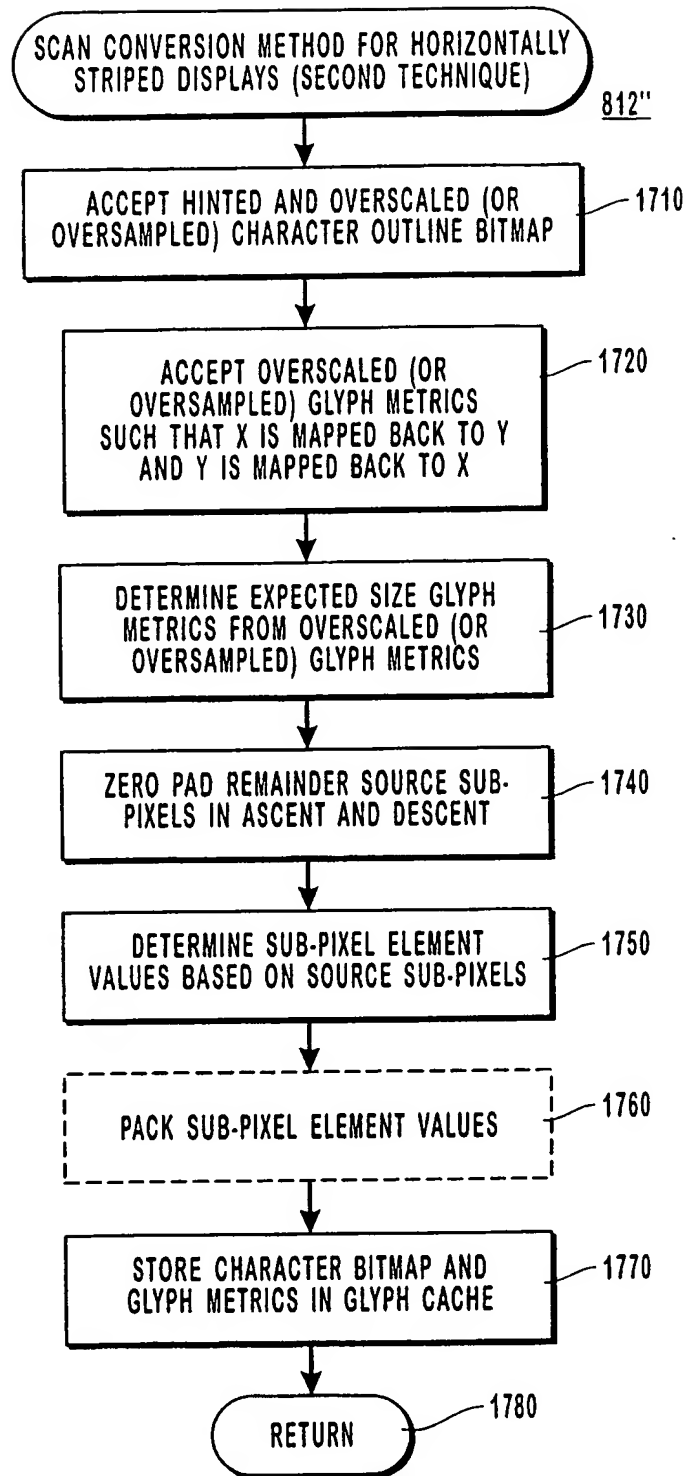 SCAN CONVERSION METHOD FOR HORIZONTALLY
STRIPED DISPLAYS (SECOND TECHNIQUE)
812"
ACCEPT HINTED AND OVERSCALED (OR
OVERSAMPLED) CHARACTER OUTLINE BITMAP
1710
ACCEPT OVERSCALED (OR
OVERSAMPLED) GLYPH METRICS
SUCH THAT X IS MAPPED BACK TO Y
AND Y IS MAPPED BACK TO X.
1720
DETERMINE EXPECTED SIZE GLYPH
METRICS FROM OVERSCALED (OR
OVERSAMPLED) GLYPH METRICS
1730
ZERO PAD REMAINDER SOURCE SUB-
PIXELS IN ASCENT AND DESCENT
1740
DETERMINE SUB-PIXEL ELEMENT
VALUES BASED ON SOURCE SUB-PIXELS
1750
PACK SUB-PIXEL ELEMENT VALUES
1760
STORE CHARACTER BITMAP AND
GLYPH METRICS IN GLYPH CACHE
1770
RETURN
1780